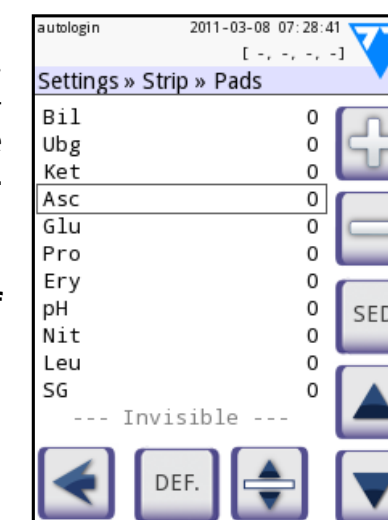 autologin 2011-03-08 07:28:41
[ -, -, -, -]
Settings » Strip » Pads
Bil 0
Ubg 0
Ket 0
Asc 0
Glu 0
Pro 0
Ery 0
pH 0
SED
Nit 0
Leu 0
SG 0
--- Invisible ---
DEF.